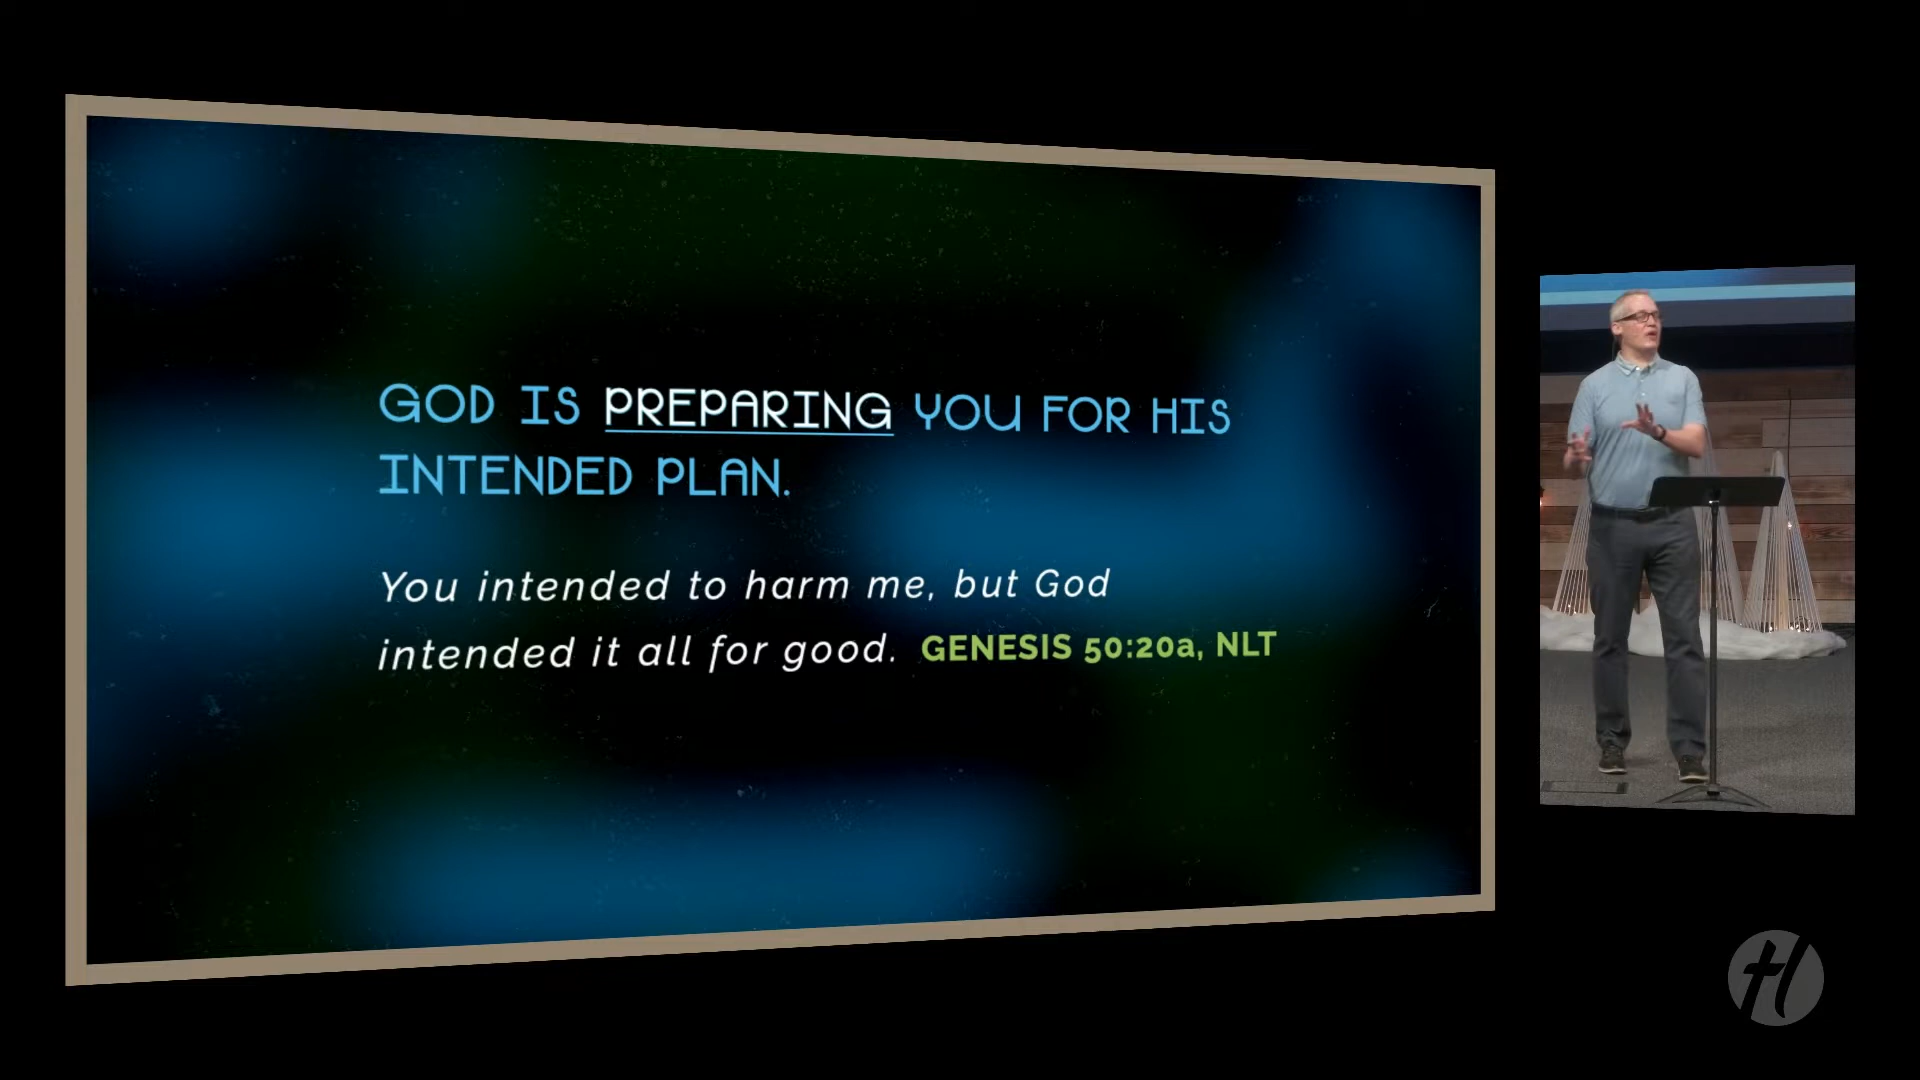 GOD IS PREPARING YOU FOR HIS
INTENDED PLAN.
You intended to harm me, but God
intended it all for good. GENESIS 50:20a, NLT